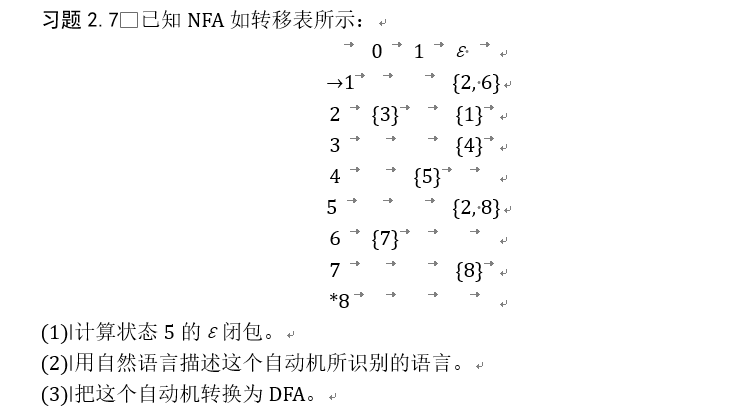 习题 2.7□已知 NFA 如转移表所示：
0 1 ε
→1 {2, 6}
2 {3} {1}
3 {4}
4 {5}
5 {2, 8}
6 {7}
7 {8}
*8
(1)计算状态 5 的 ε 闭包。
(2)用自然语言描述这个自动机所识别的语言。
(3)把这个自动机转换为 DFA。